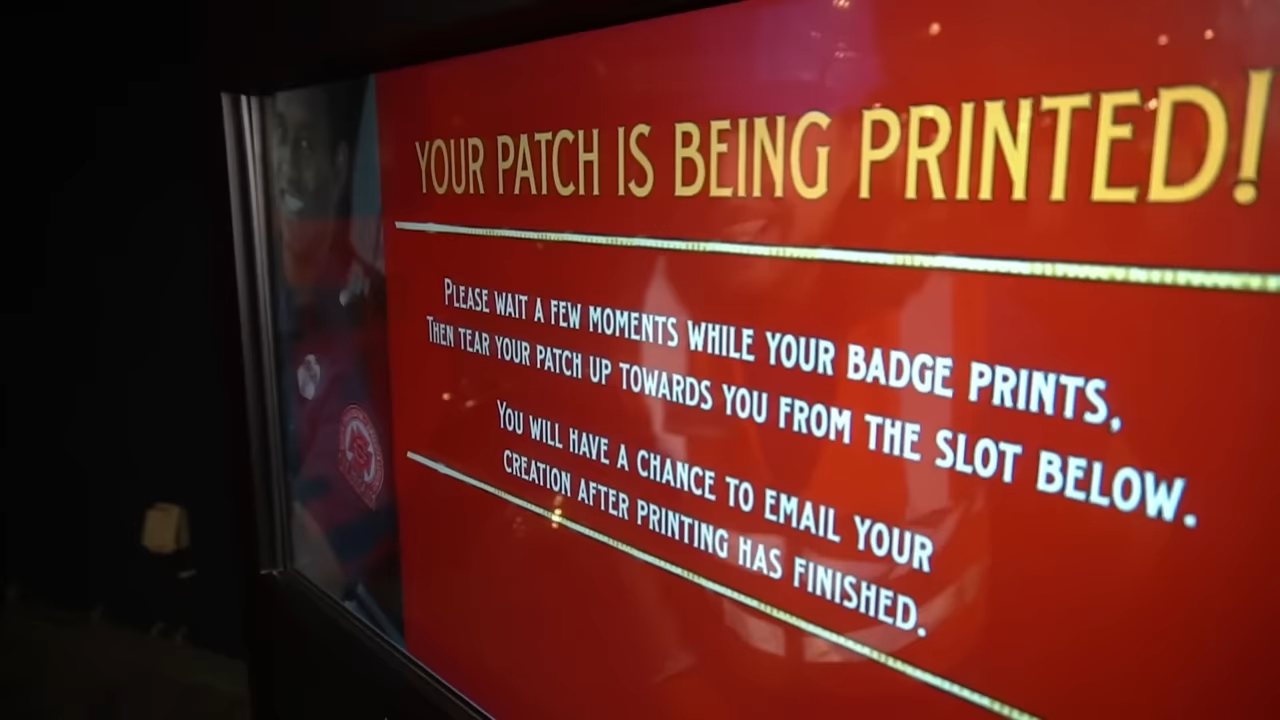 YOUR PATCH IS BEING PRINTED!
PLEASE WAIT A FEW MOMENTS WHILE YOUR BADGE PRINTS,
THEN TEAR YOUR PATCH UP TOWARDS YOU FROM THE SLOT BELOW.
YOU WILL HAVE A CHANCE TO EMAIL YOUR
CREATION AFTER PRINTING HAS FINISHED.